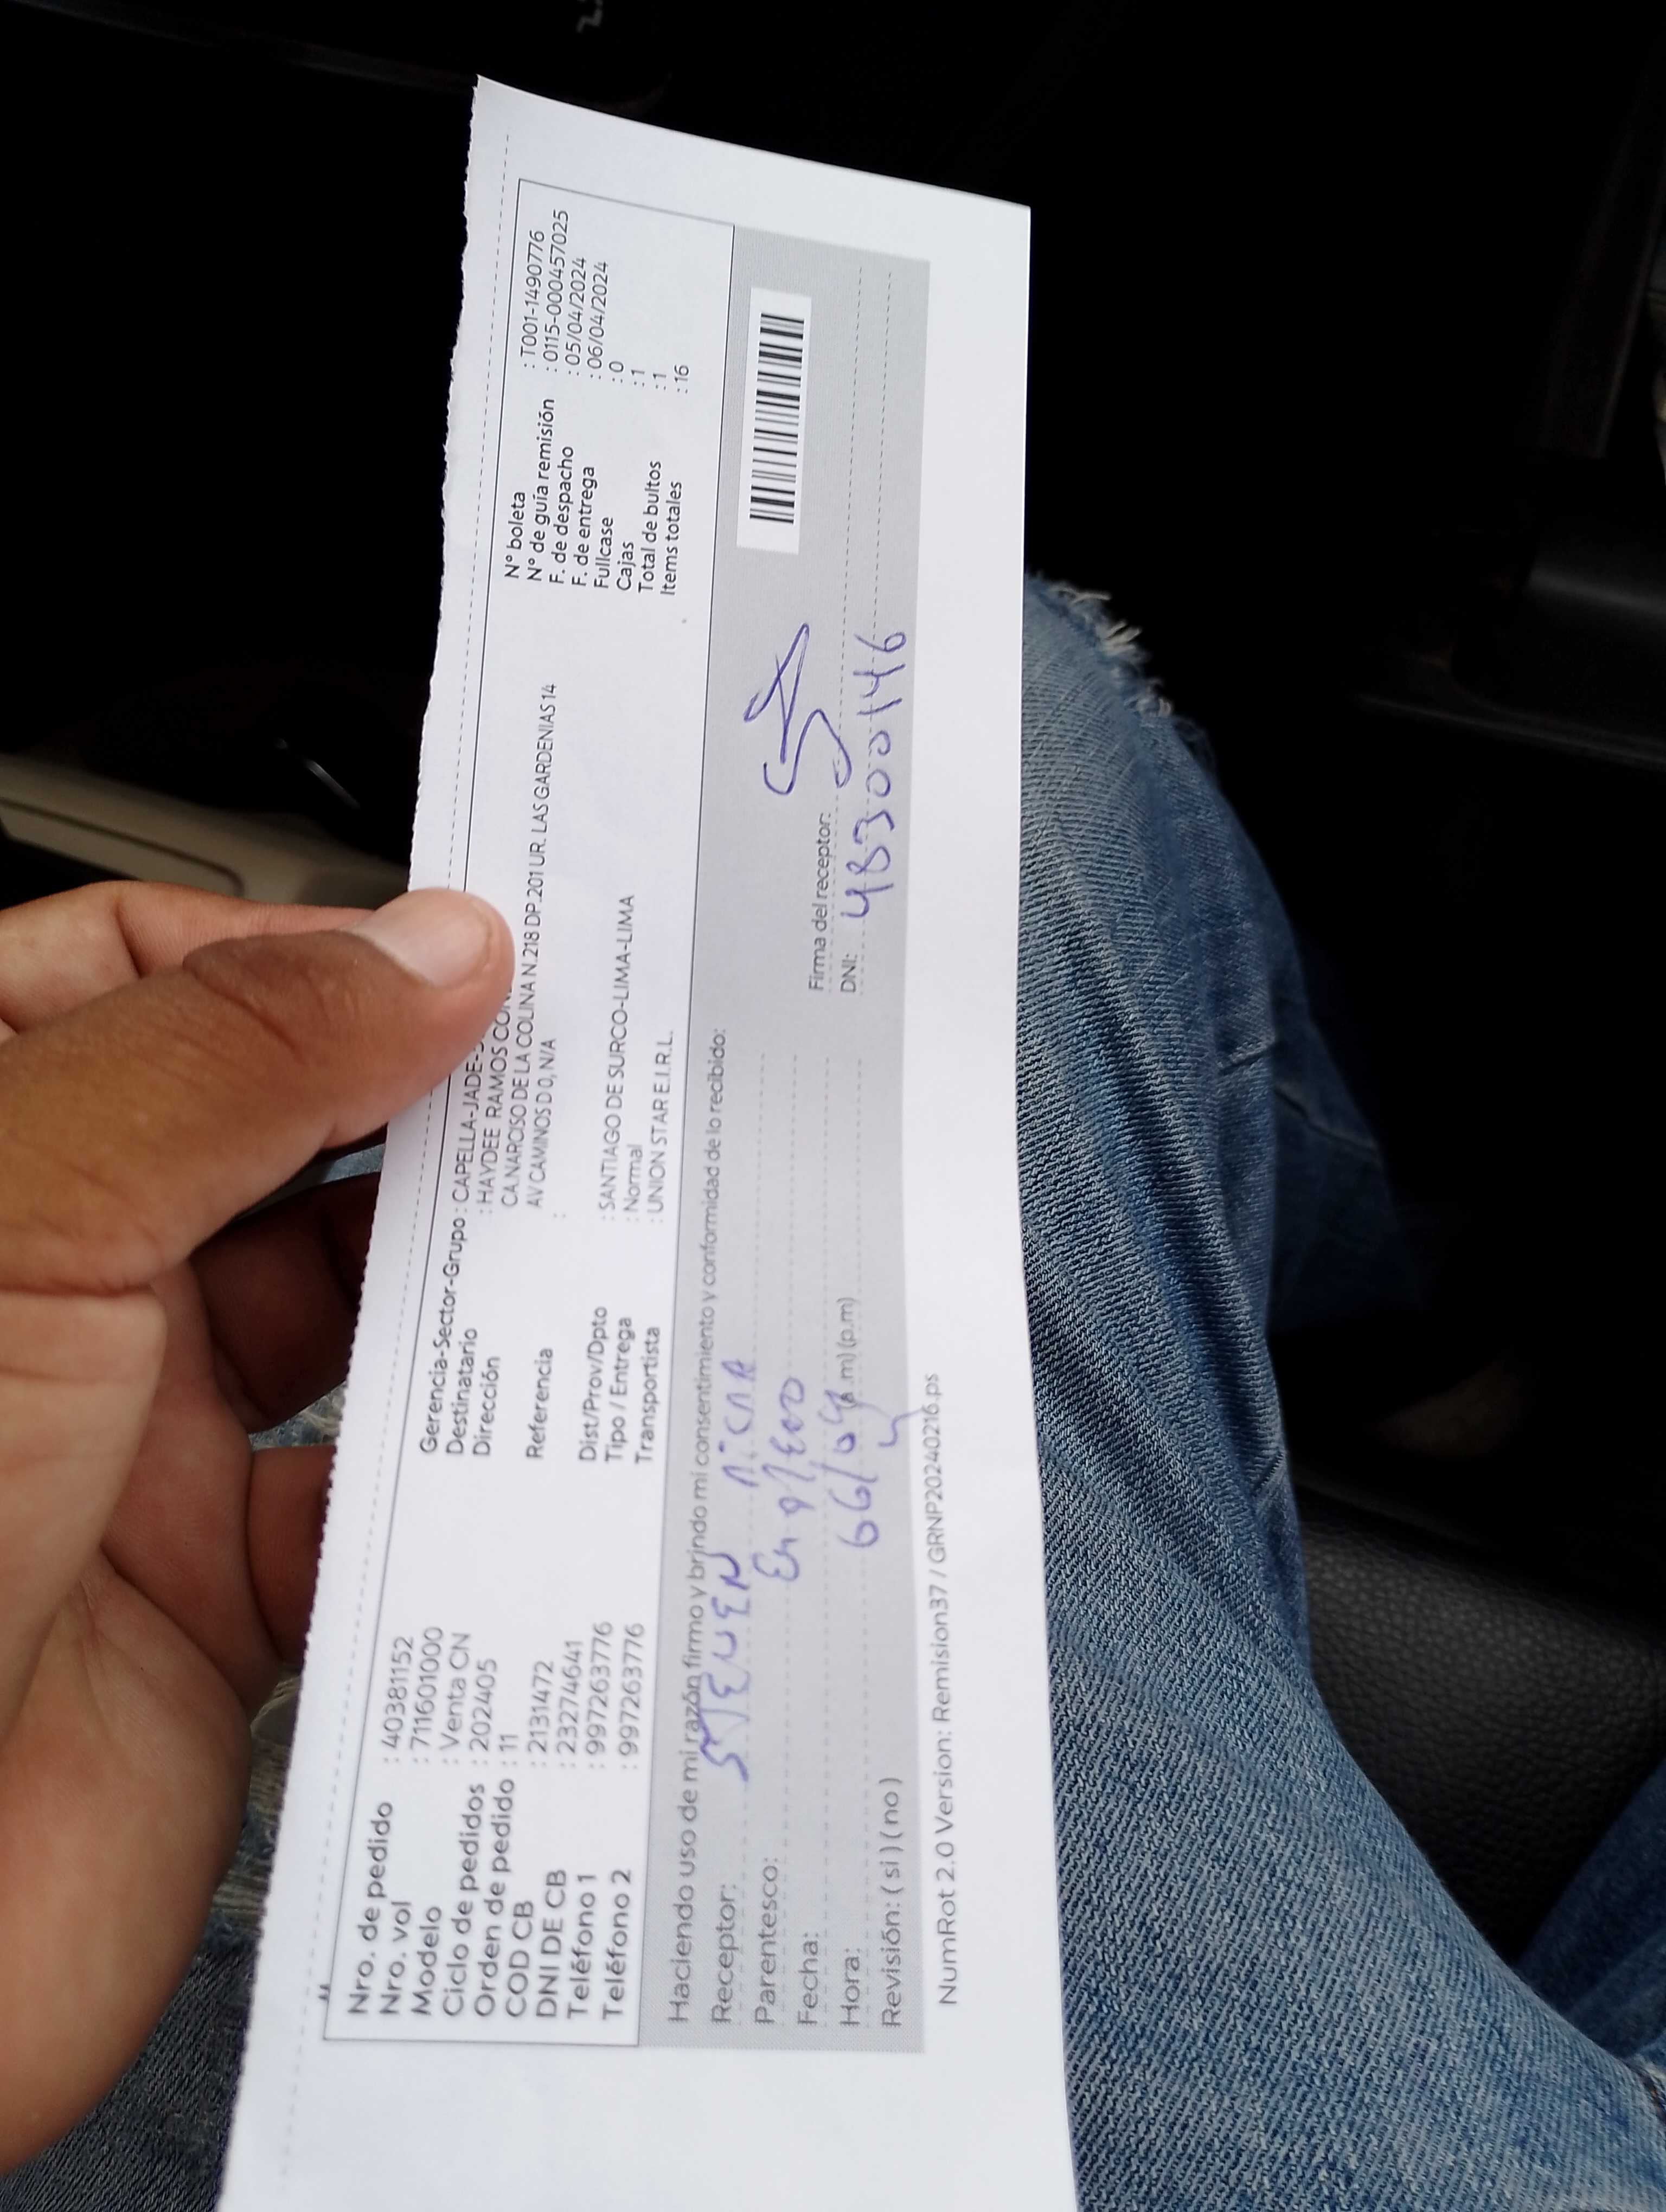 Nro. de pedido : 40381152
Nro. vol : 711601000
Modelo : Venta CN
Ciclo de pedidos : 202405
Orden de pedido : 11
COD CB : 2131472
DNI DE CB : 23274641
Teléfono 1 : 997263776
Teléfono 2 : 997263776
Gerencia-Sector-Grupo : CAPELLA-JADE-
Destinatario : HAYDEE RAMOS
Dirección CA.NARCISO DE LA COLINA N.218 DP.201 UR. LAS GARDENIAS 14
AV CAMINOS D 0, N/A
Referencia :
Dist/Prov/Dpto : SANTIAGO DE SURCO-LIMA-LIMA
Tipo / Entrega : Normal
Transportista : UNION STAR E.I.R.L.
N° boleta : T001-1490776
N° de guía remisión : 0115-000457025
F. de despacho : 05/04/2024
F. de entrega : 06/04/2024
Fullcase : 0
Cajas : 1
Total de bultos : 1
Items totales : 16
Haciendo uso de mi razón firmo y brindo mi consentimiento y conformidad de lo recibido:
Receptor: STEVEN
Parentesco:
Fecha:
Hora: (p.m)
Revisión: ( si ) ( no )
Firma del receptor:
DNI: 48300146
NumRot 2.0 Version: Remision37 / GRNP20240216.ps